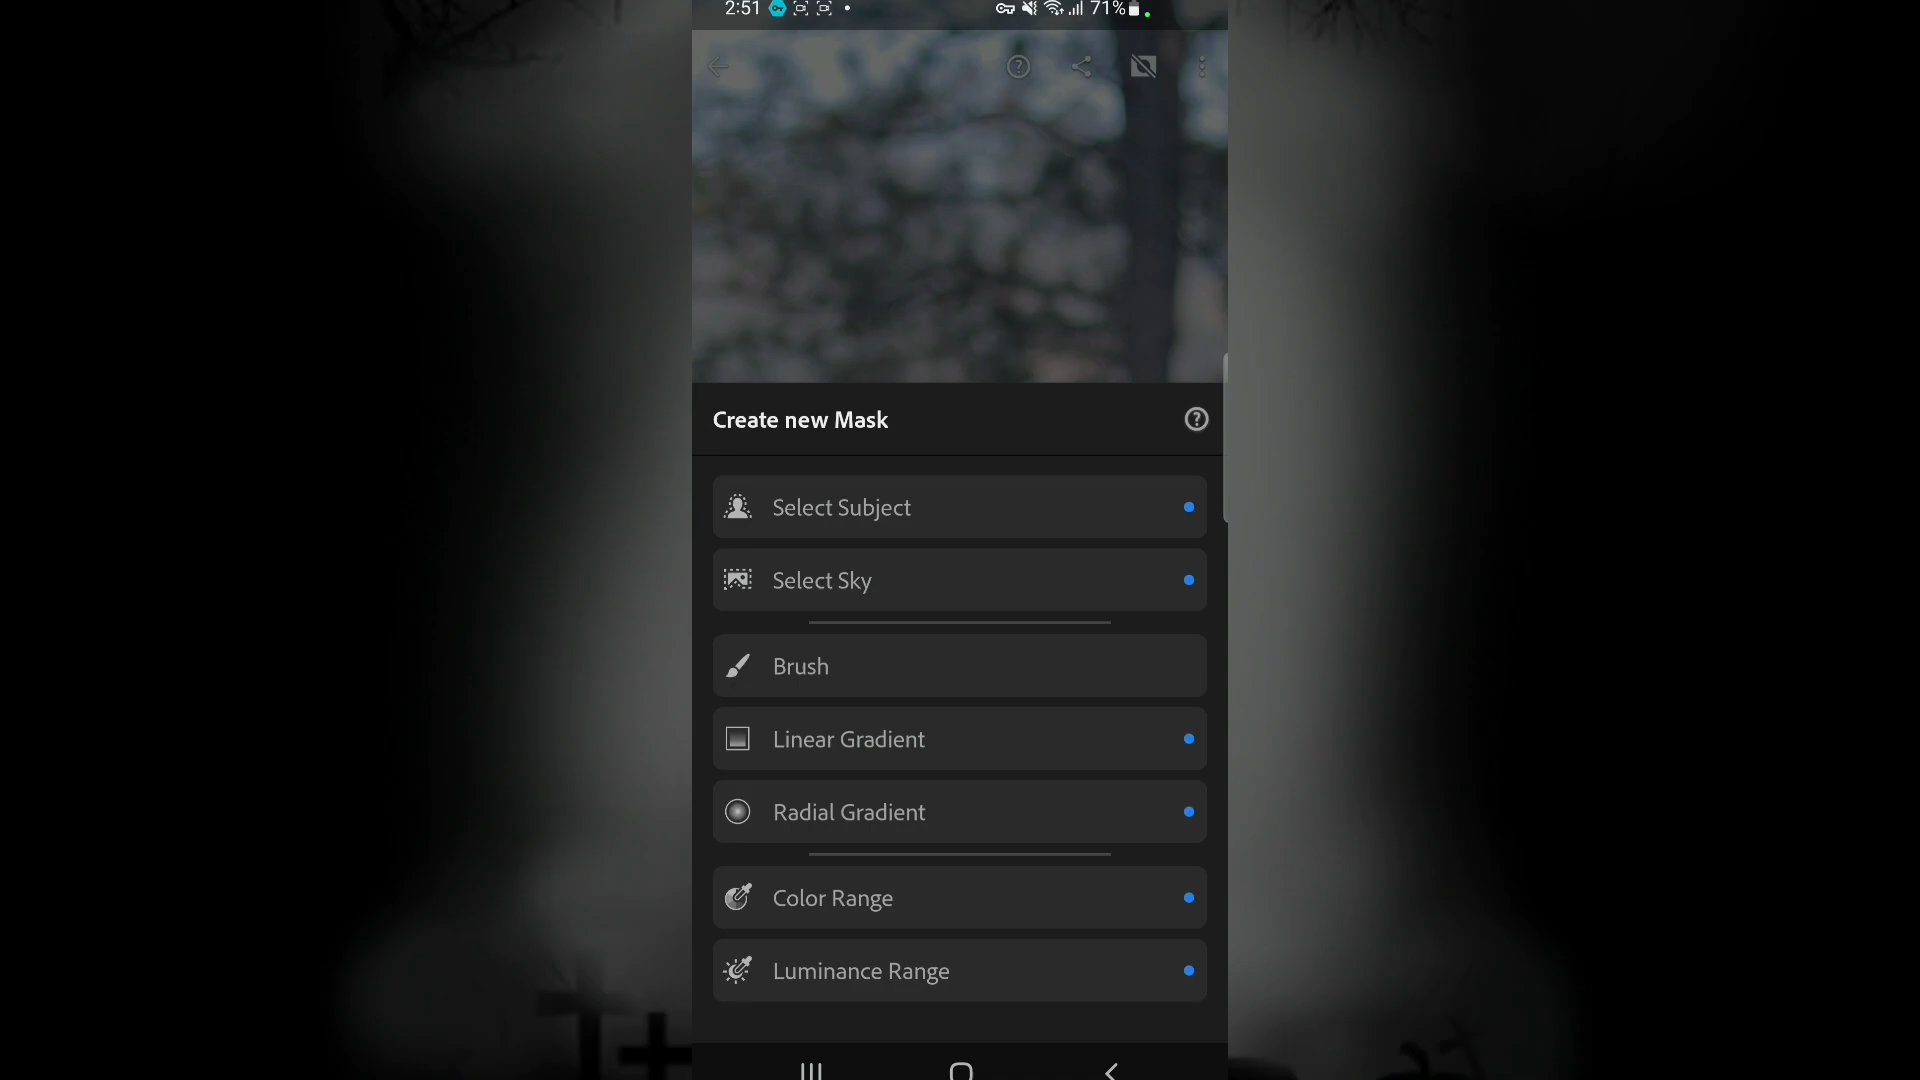 2:51
71%
Create new Mask
Select Subject
Select Sky
Brush
Linear Gradient
Radial Gradient
Color Range
Luminance Range